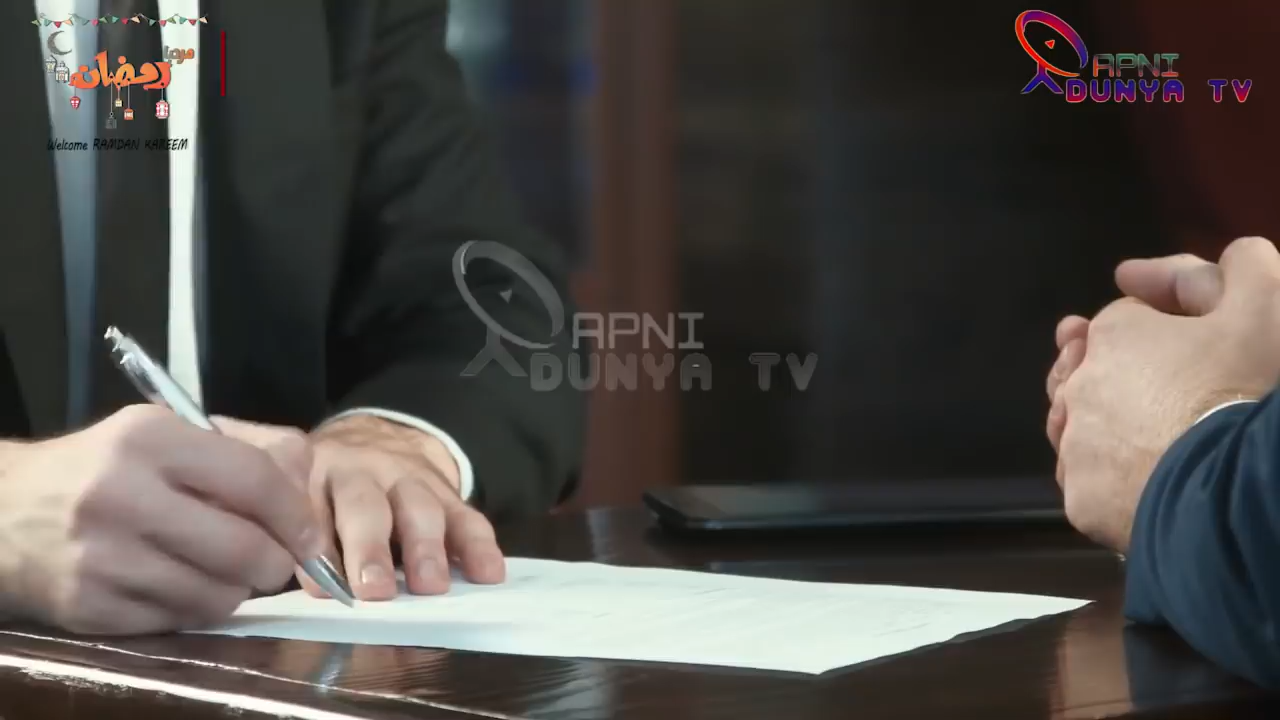 مرحبا
رمضان
Welcome RAMDAN KAREEM
APNI
DUNYA TV
APNI
DUNYA TV